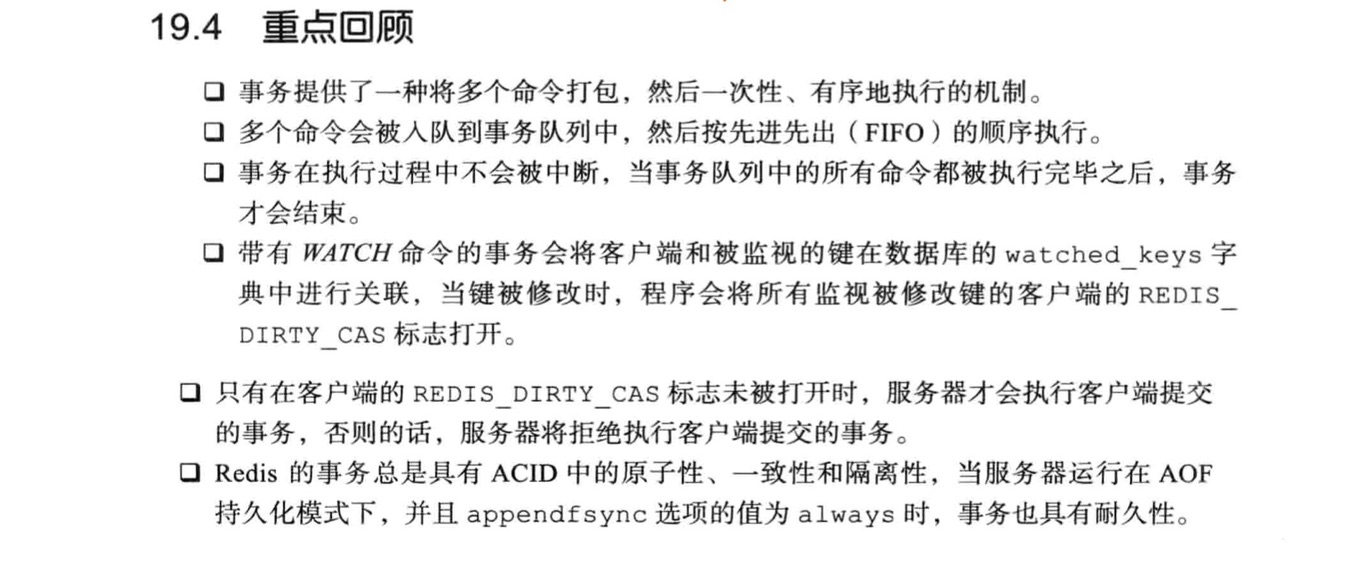 19.4 重点回顾
❏ 事务提供了一种将多个命令打包，然后一次性、有序地执行的机制。
❏ 多个命令会被入队到事务队列中，然后按先进先出（FIFO）的顺序执行。
❏ 事务在执行过程中不会被中断，当事务队列中的所有命令都被执行完毕之后，事务
才会结束。
❏ 带有 WATCH 命令的事务会将客户端和被监视的键在数据库的 watched_keys 字
典中进行关联，当键被修改时，程序会将所有监视被修改键的客户端的 REDIS_
DIRTY_CAS 标志打开。
❏ 只有在客户端的 REDIS_DIRTY_CAS 标志未被打开时，服务器才会执行客户端提交
的事务，否则的话，服务器将拒绝执行客户端提交的事务。
❏ Redis 的事务总是具有 ACID 中的原子性、一致性和隔离性，当服务器运行在 AOF
持久化模式下，并且 appendfsync 选项的值为 always 时，事务也具有耐久性。